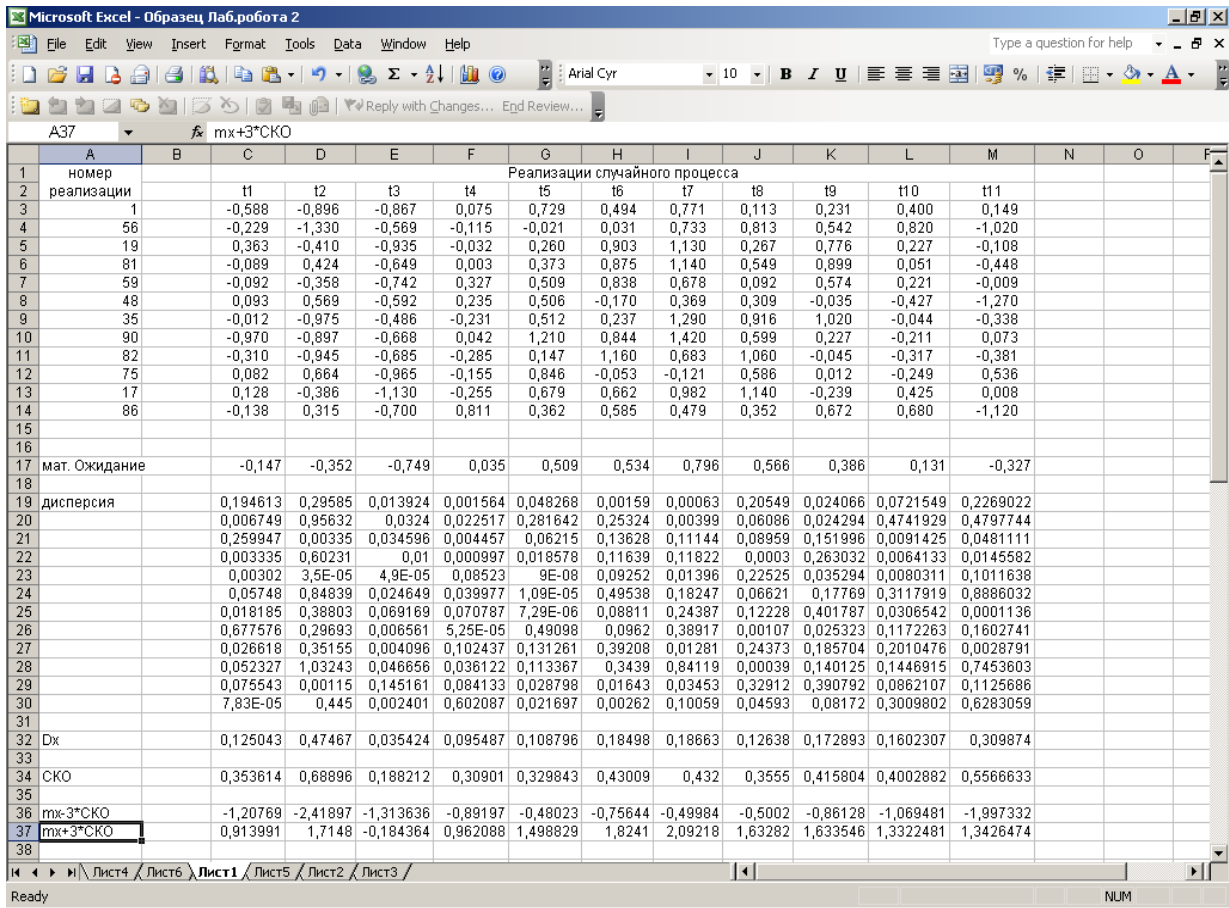 Microsoft Excel - Образец Лаб.робота 2
File Edit View Insert Format Tools Data Window Help Type a question for help
Arial Cyr 10 B I U % A
Reply with Changes... End Review...
A37 fx mx+3*СКО
A B C D E F G H I J K L M N O
1 номер Реализации случайного процесса
2 реализации t1 t2 t3 t4 t5 t6 t7 t8 t9 t10 t11
3 1 -0,588 -0,896 -0,867 0,075 0,729 0,494 0,771 0,113 0,231 0,400 0,149
4 56 -0,229 -1,330 -0,569 -0,115 -0,021 0,031 0,733 0,813 0,542 0,820 -1,020
5 19 0,363 -0,410 -0,935 -0,032 0,260 0,903 1,130 0,267 0,776 0,227 -0,108
6 81 -0,089 0,424 -0,649 0,003 0,373 0,875 1,140 0,549 0,899 0,051 -0,448
7 59 -0,092 -0,358 -0,742 0,327 0,509 0,838 0,678 0,092 0,574 0,221 -0,009
8 48 0,093 0,569 -0,592 0,235 0,506 -0,170 0,369 0,309 -0,035 -0,427 -1,270
9 35 -0,012 -0,975 -0,486 -0,231 0,512 0,237 1,290 0,916 1,020 -0,044 -0,338
10 90 -0,970 -0,897 -0,668 0,042 1,210 0,844 1,420 0,599 0,227 -0,211 0,073
11 82 -0,310 -0,945 -0,685 -0,285 0,147 1,160 0,683 1,060 -0,045 -0,317 -0,381
12 75 0,082 0,664 -0,965 -0,155 0,846 -0,053 -0,121 0,586 0,012 -0,249 0,536
13 17 0,128 -0,386 -1,130 -0,255 0,679 0,662 0,982 1,140 -0,239 0,425 0,008
14 86 -0,138 0,315 -0,700 0,811 0,362 0,585 0,479 0,352 0,672 0,680 -1,120
15
16
17 мат. Ожидание -0,147 -0,352 -0,749 0,035 0,509 0,534 0,796 0,566 0,386 0,131 -0,327
18
19 дисперсия 0,194613 0,29585 0,013924 0,001564 0,048268 0,00159 0,00063 0,20549 0,024066 0,0721549 0,2269022
20 0,006749 0,95632 0,0324 0,022517 0,281642 0,25324 0,00399 0,06086 0,024294 0,4741929 0,4797744
21 0,259947 0,00335 0,034596 0,004457 0,06215 0,13628 0,11144 0,08959 0,151996 0,0091425 0,0481111
22 0,003335 0,60231 0,01 0,000997 0,018578 0,11639 0,11822 0,0003 0,263032 0,0064133 0,0145582
23 0,00302 3,5E-05 4,9E-05 0,08523 9E-08 0,09252 0,01396 0,22525 0,035294 0,0080311 0,1011638
24 0,05748 0,84839 0,024649 0,039977 1,09E-05 0,49538 0,18247 0,06621 0,17769 0,3117919 0,8886032
25 0,018185 0,38803 0,069169 0,070787 7,29E-06 0,08811 0,24387 0,12228 0,401787 0,0306542 0,0001136
26 0,677576 0,29693 0,006561 5,25E-05 0,49098 0,0962 0,38917 0,00107 0,025323 0,1172263 0,1602741
27 0,026618 0,35155 0,004096 0,102437 0,131261 0,39208 0,01281 0,24373 0,185704 0,2010476 0,0028791
28 0,052327 1,03243 0,046656 0,036122 0,113367 0,3439 0,84119 0,00039 0,140125 0,1446915 0,7453603
29 0,075543 0,00115 0,145161 0,084133 0,028798 0,01643 0,03453 0,32912 0,390792 0,0862107 0,1125686
30 7,83E-05 0,445 0,002401 0,602087 0,021697 0,00262 0,10059 0,04593 0,08172 0,3009802 0,6283059
31
32 Dx 0,125043 0,47467 0,035424 0,095487 0,108796 0,18498 0,18663 0,12638 0,172893 0,1602307 0,309874
33
34 СКО 0,353614 0,68896 0,188212 0,30901 0,329843 0,43009 0,432 0,3555 0,415804 0,4002882 0,5566633
35
36 mx-3*СКО -1,20769 -2,41897 -1,313636 -0,89197 -0,48023 -0,75644 -0,49984 -0,5002 -0,86128 -1,069481 -1,997332
37 mx+3*СКО 0,913991 1,7148 -0,184364 0,962088 1,498829 1,8241 2,09218 1,63282 1,633546 1,3322481 1,3426474
38
Лист4 Лист6 Лист1 Лист5 Лист2 Лист3
Ready NUM